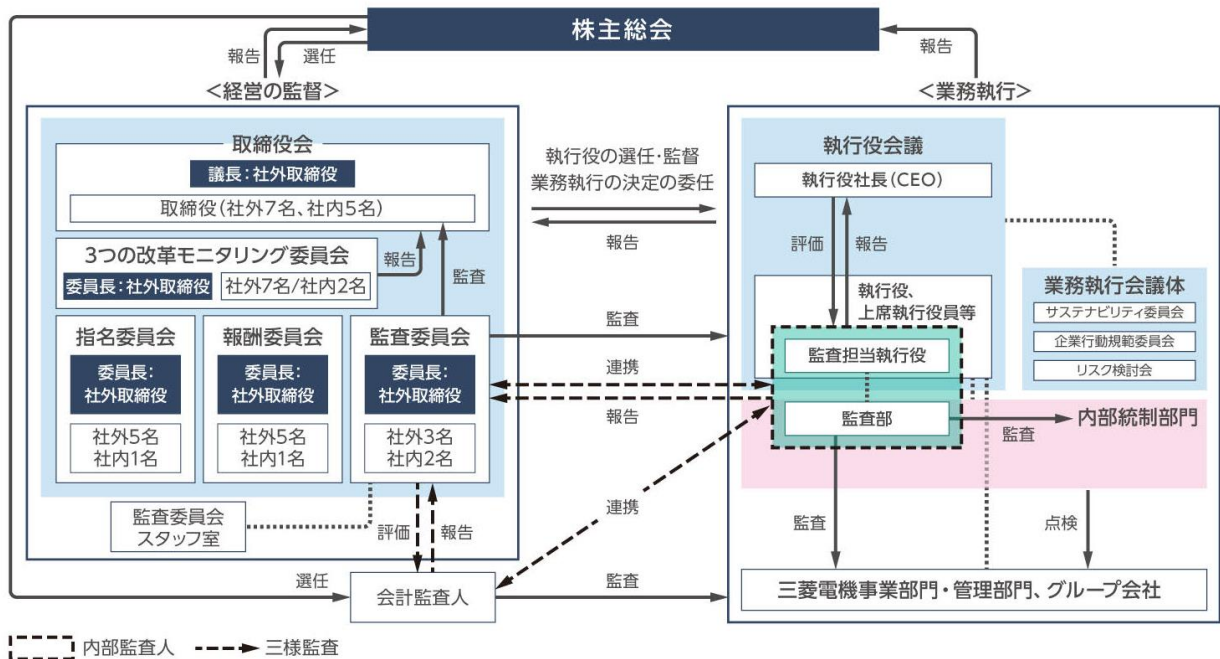 株主総会
報告
選任
報告
<経営の監督>
<業務執行>
取締役会
議長：社外取締役
取締役（社外7名、社内5名）
3つの改革モニタリング委員会
委員長：社外取締役
社外7名/社内2名
報告
監査
指名委員会
委員長：
社外取締役
社外5名
社内1名
報酬委員会
委員長：
社外取締役
社外5名
社内1名
監査委員会
委員長：
社外取締役
社外3名
社内2名
監査委員会
スタッフ室
評価
報告
執行役の選任・監督
業務執行の決定の委任
報告
監査
連携
報告
連携
執行役会議
執行役社長（CEO）
評価
報告
執行役、
上席執行役員等
監査担当執行役
監査部
業務執行会議体
サステナビリティ委員会
企業行動規範委員会
リスク検討会
監査
内部統制部門
監査
点検
選任
会計監査人
監査
三菱電機事業部門・管理部門、グループ会社
内部監査人
三様監査